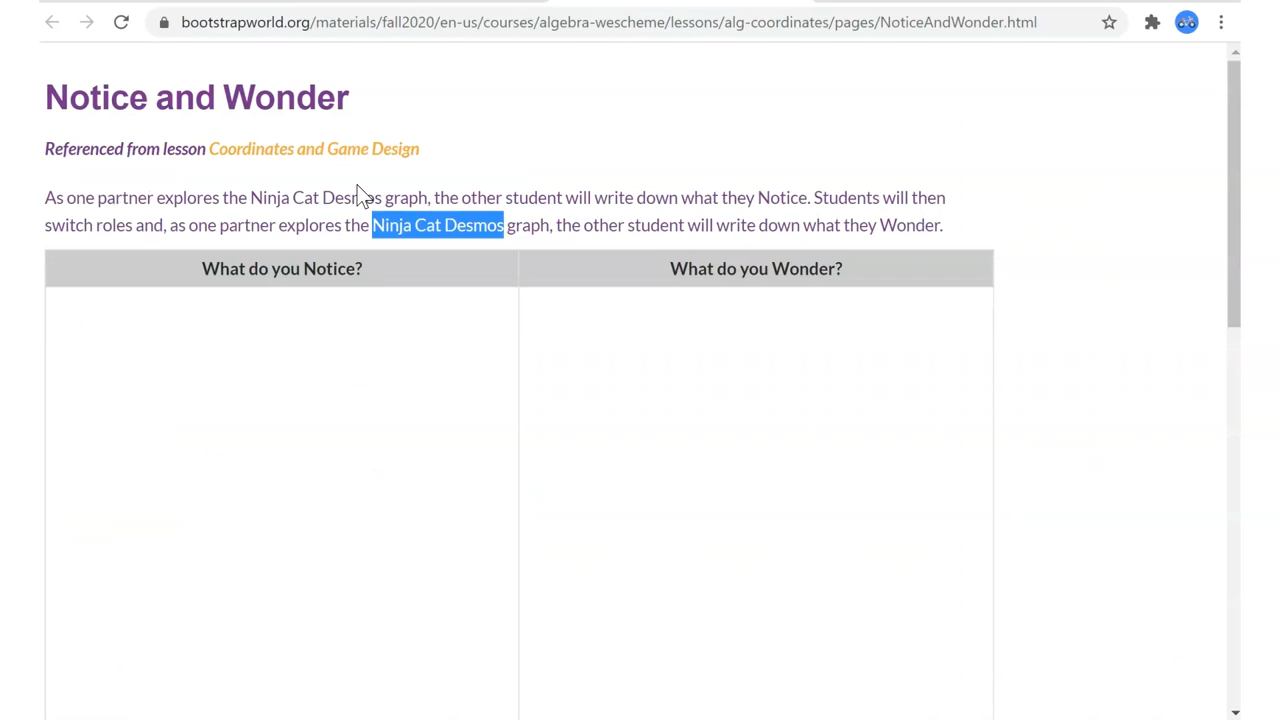 bootstrapworld.org/materials/fall2020/en-us/courses/algebra-wescheme/lessons/alg-coordinates/pages/NoticeAndWonder.html
Notice and Wonder
Referenced from lesson Coordinates and Game Design
As one partner explores the Ninja Cat Desmos graph, the other student will write down what they Notice. Students will then
switch roles and, as one partner explores the Ninja Cat Desmos graph, the other student will write down what they Wonder.
What do you Notice? What do you Wonder?